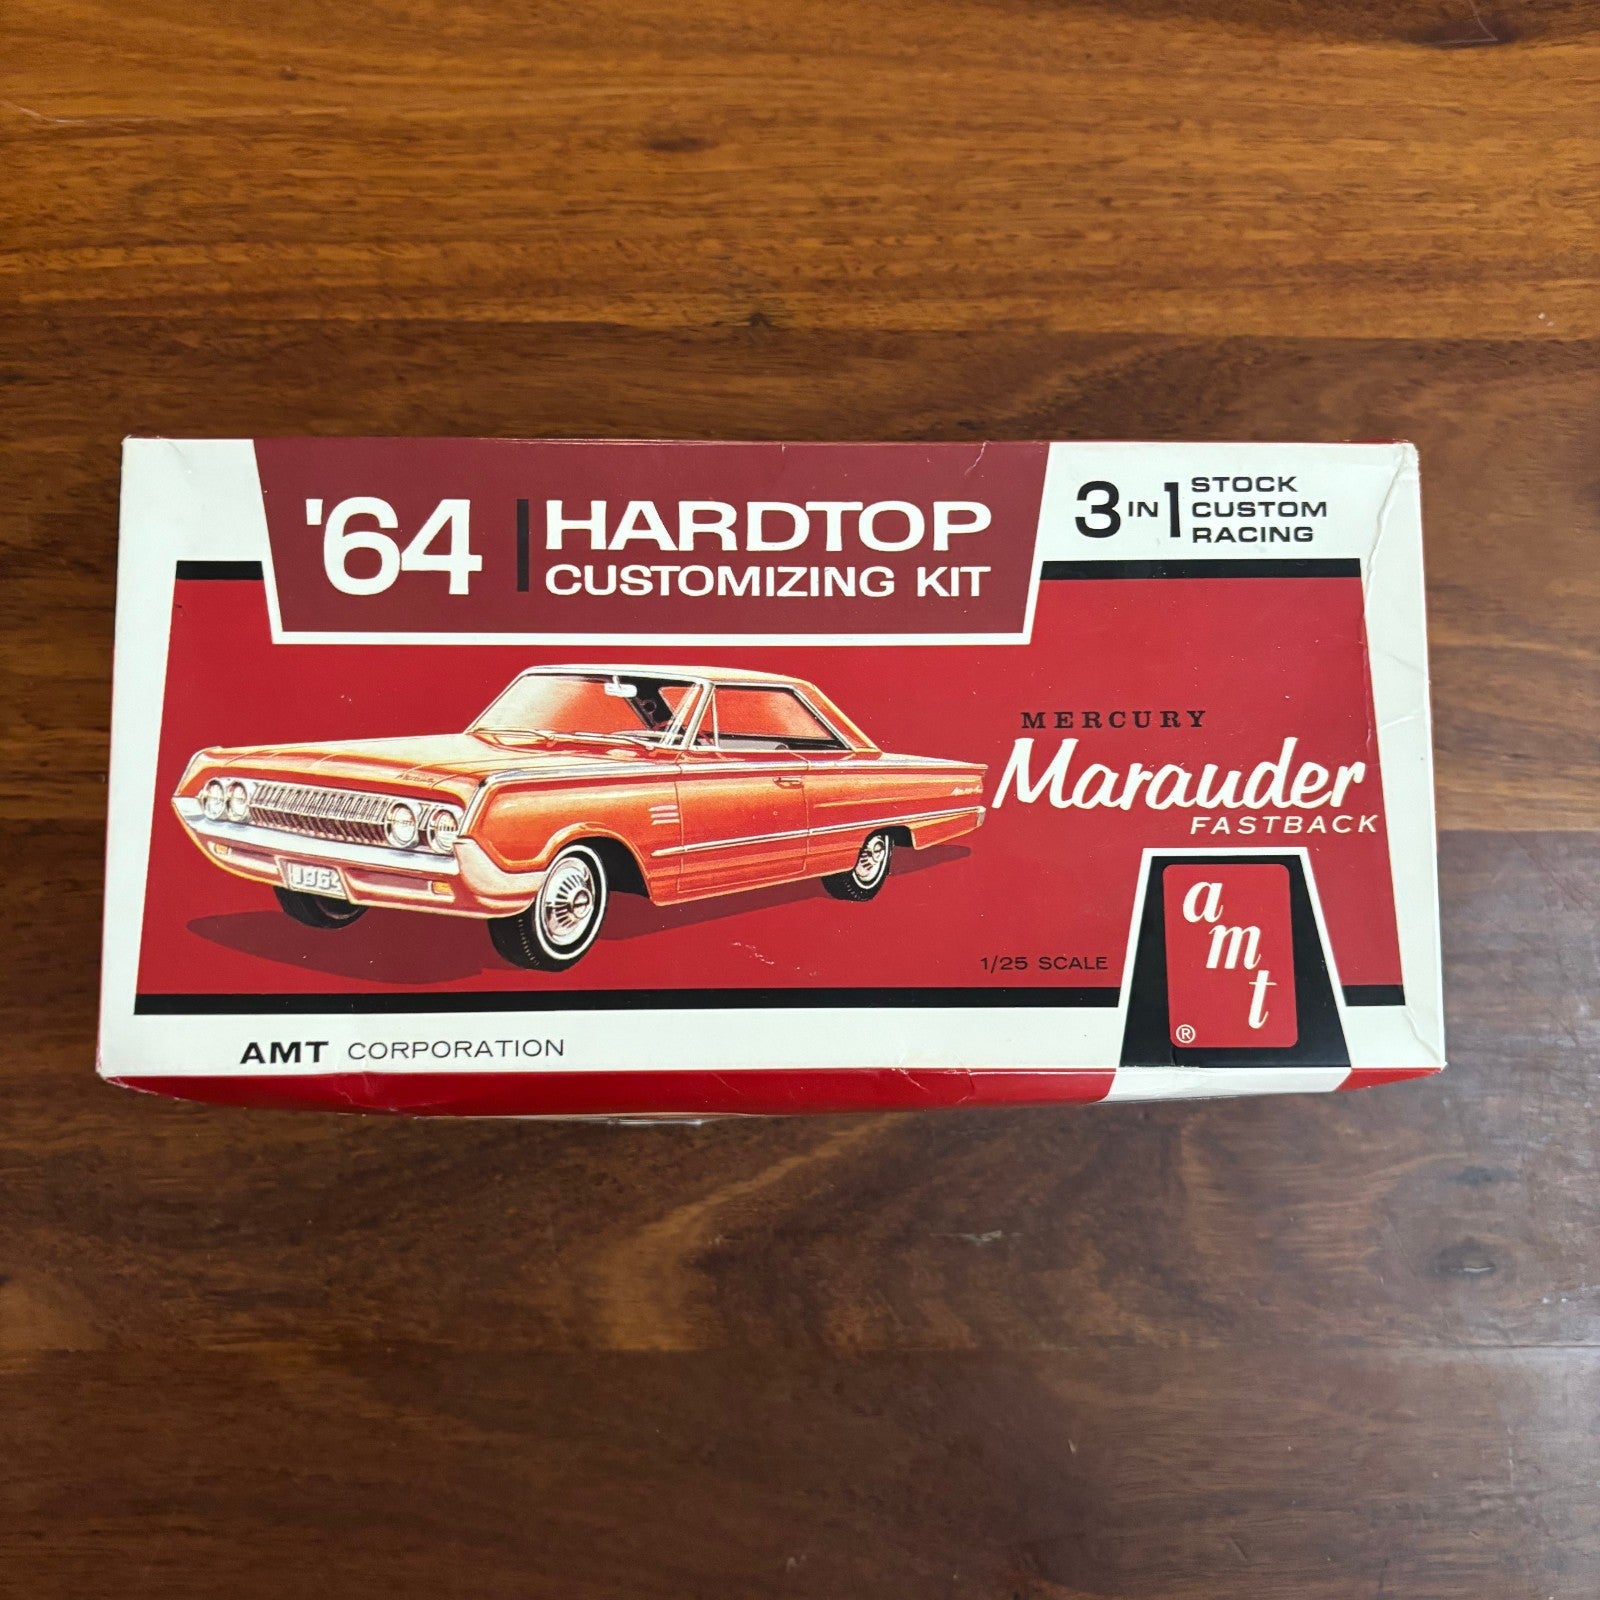 '64
HARDTOP
CUSTOMIZING KIT
3 IN 1
STOCK
CUSTOM
RACING
MERCURY
Marauder
FASTBACK
1964
1/25 SCALE
amt
®
AMT CORPORATION